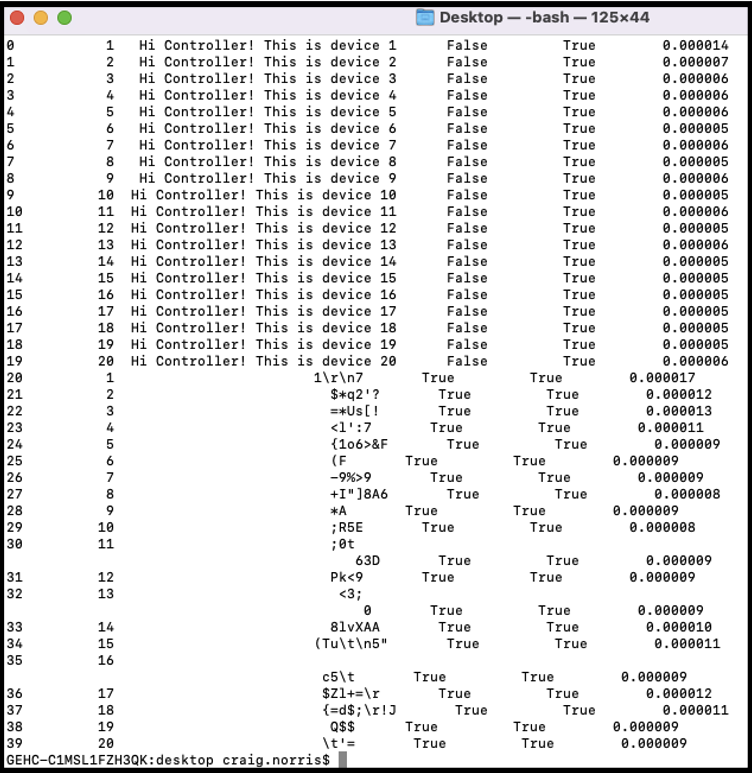 Desktop — -bash — 125×44
0 1 Hi Controller! This is device 1 False True 0.000014
1 2 Hi Controller! This is device 2 False True 0.000007
2 3 Hi Controller! This is device 3 False True 0.000006
3 4 Hi Controller! This is device 4 False True 0.000006
4 5 Hi Controller! This is device 5 False True 0.000006
5 6 Hi Controller! This is device 6 False True 0.000005
6 7 Hi Controller! This is device 7 False True 0.000006
7 8 Hi Controller! This is device 8 False True 0.000005
8 9 Hi Controller! This is device 9 False True 0.000006
9 10 Hi Controller! This is device 10 False True 0.000005
10 11 Hi Controller! This is device 11 False True 0.000006
11 12 Hi Controller! This is device 12 False True 0.000005
12 13 Hi Controller! This is device 13 False True 0.000006
13 14 Hi Controller! This is device 14 False True 0.000005
14 15 Hi Controller! This is device 15 False True 0.000005
15 16 Hi Controller! This is device 16 False True 0.000005
16 17 Hi Controller! This is device 17 False True 0.000005
17 18 Hi Controller! This is device 18 False True 0.000005
18 19 Hi Controller! This is device 19 False True 0.000005
19 20 Hi Controller! This is device 20 False True 0.000006
20 1 1\r\n7 True True 0.000017
21 2 $*q2'? True True 0.000012
22 3 =*Us[! True True 0.000013
23 4 <l':7 True True 0.000011
24 5 {1o6>&F True True 0.000009
25 6 (F True True 0.000009
26 7 -9%>9 True True 0.000009
27 8 +I"]8A6 True True 0.000008
28 9 *A True True 0.000009
29 10 ;R5E True True 0.000008
30 11 ;0t
63D True True 0.000009
31 12 Pk<9 True True 0.000009
32 13 <3;
0 True True 0.000009
33 14 8lvXAA True True 0.000010
34 15 (Tu\t\n5" True True 0.000011
35 16
c5\t True True 0.000009
36 17 $Zl+=\r True True 0.000012
37 18 {=d$;\r!J True True 0.000011
38 19 Q$$ True True 0.000009
39 20 \t'= True True 0.000009
GEHC-C1MSL1FZH3QK:desktop craig.norris$